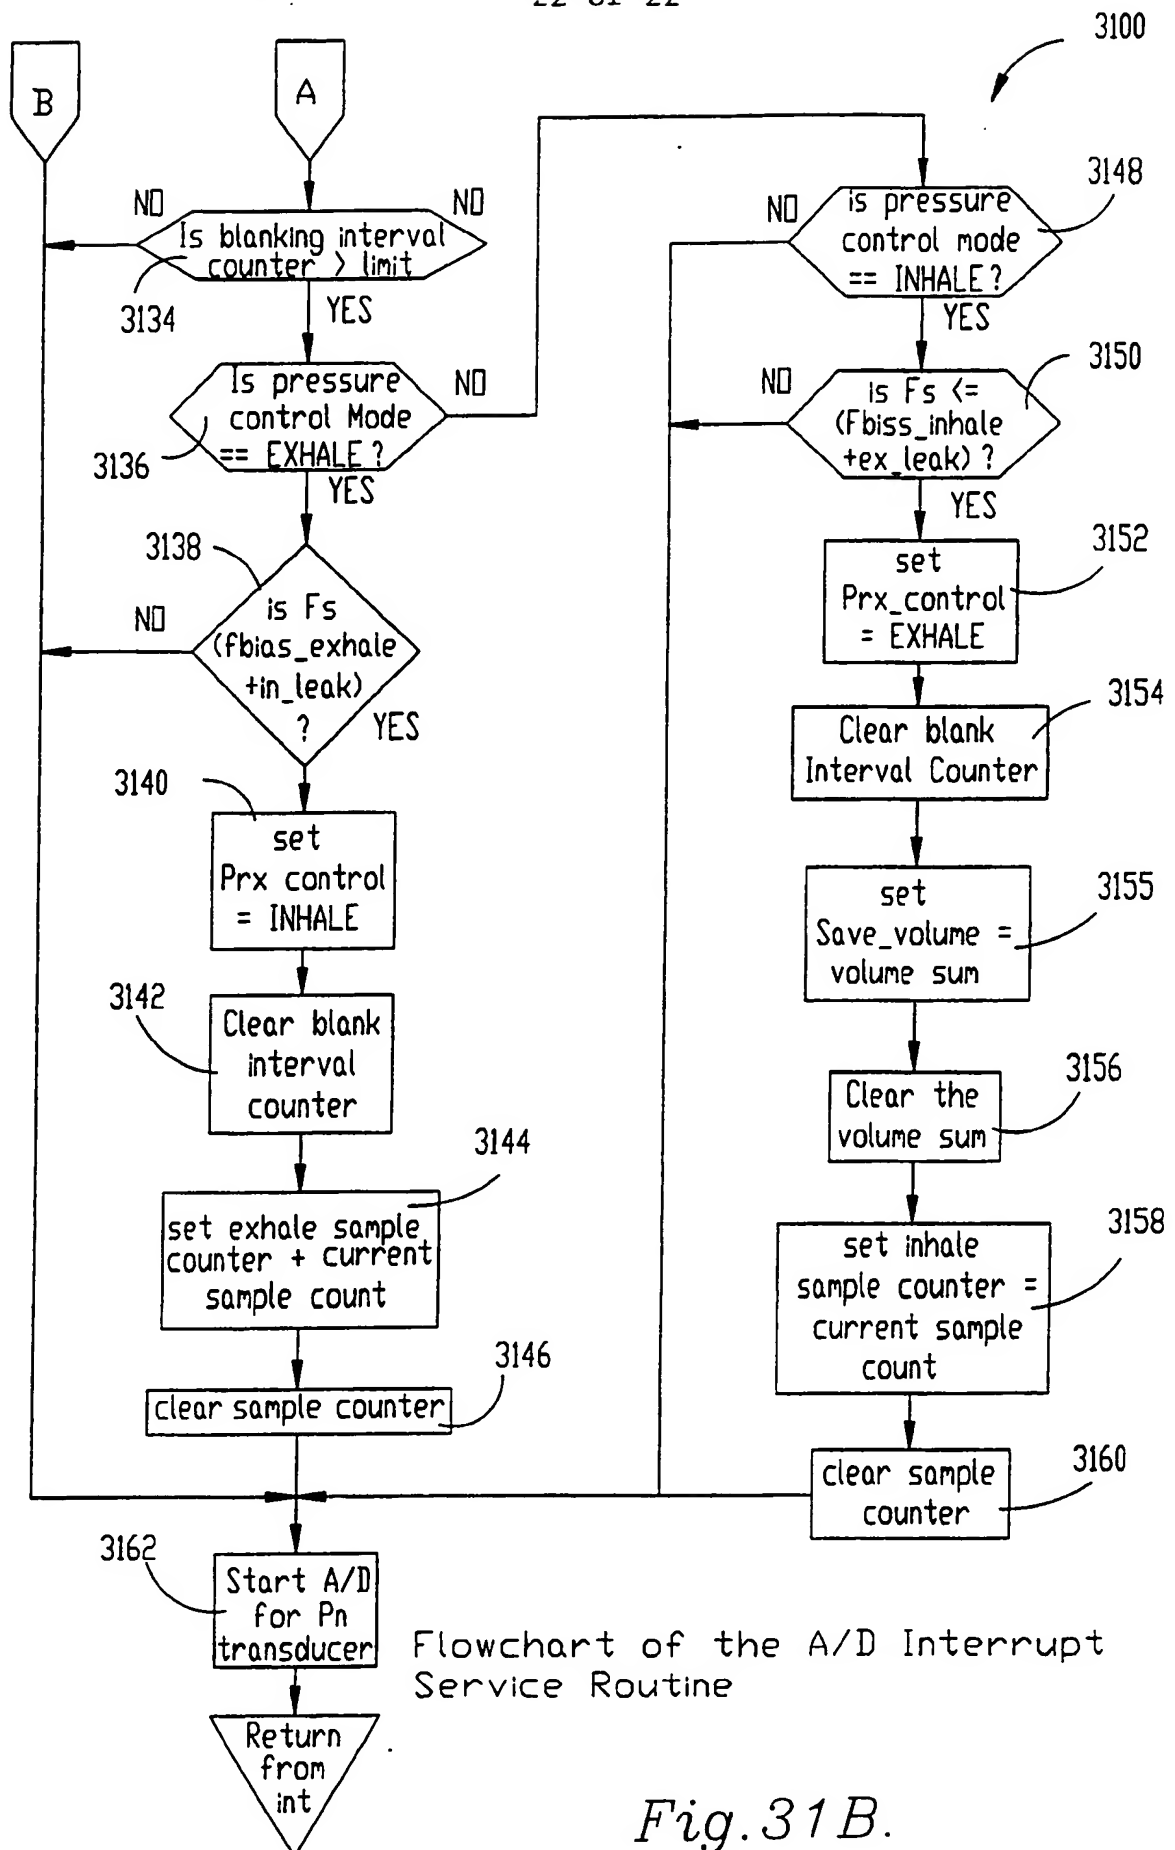 22 of 22
3100
B
A
NO
NO
Is blanking interval
counter > limit
3134
YES
Is pressure
control Mode
== EXHALE ?
NO
3136
YES
3138
is Fs
(fbias_exhale
+in_leak)
?
NO
YES
3140
set
Prx control
= INHALE
3142
Clear blank
interval
counter
3144
set exhale sample
counter + current
sample count
3146
clear sample counter
3148
NO
is pressure
control mode
== INHALE ?
YES
3150
NO
is Fs <=
(Fbiss_inhale
+ex_leak) ?
YES
3152
set
Prx_control
= EXHALE
3154
Clear blank
Interval Counter
3155
set
Save_volume =
volume sum
3156
Clear the
volume sum
3158
set inhale
sample counter =
current sample
count
3160
clear sample
counter
3162
Start A/D
for Pn
transducer
Return
from
int
Flowchart of the A/D Interrupt
Service Routine
Fig.31B.